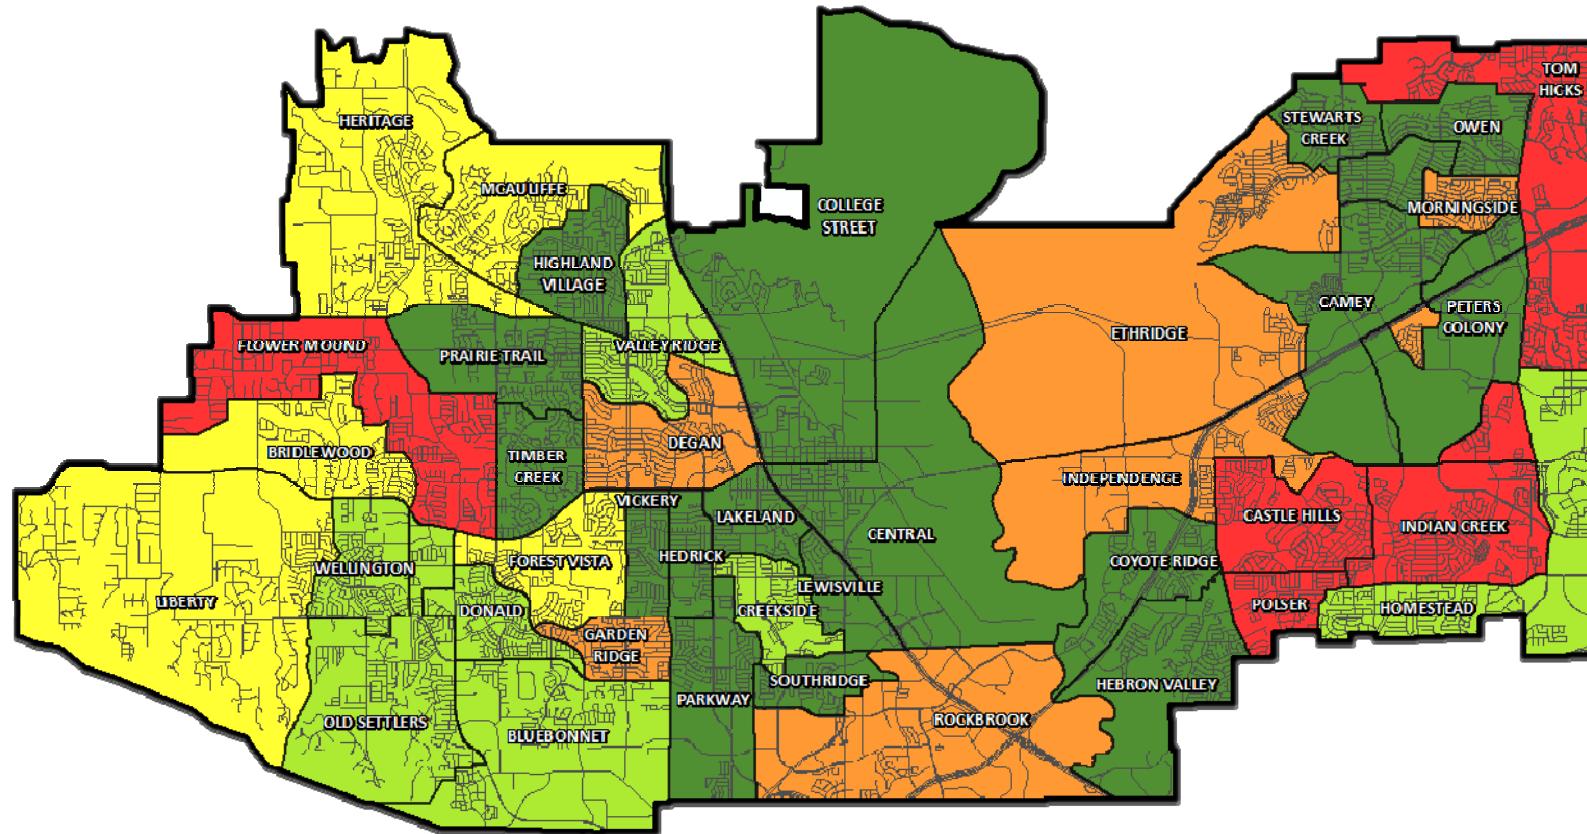 TOM
HICKS
STEWARTS
CREEK
OWEN
HERITAGE
MCAULIFFE
COLLEGE
STREET
MORNINGSIDE
HIGHLAND
VILLAGE
CAMEY
PETERS
COLONY
ETHRIDGE
FLOWER MOUND
PRAIRIE TRAIL
VALLEY RIDGE
BRIDLEWOOD
TIMBER
CREEK
DEGAN
VICKERY
INDEPENDENCE
LAKELAND
CENTRAL
CASTLE HILLS
INDIAN CREEK
WELLINGTON
FOREST VISTA
HEDRICK
COYOTE RIDGE
LIBERTY
DONALD
CREEKSIDE
LEWISVILLE
POLSER
HOMESTEAD
GARDEN
RIDGE
OLD SETTLERS
BLUEBONNET
PARKWAY
SOUTHRIDGE
ROCKBROOK
HEBRON VALLEY